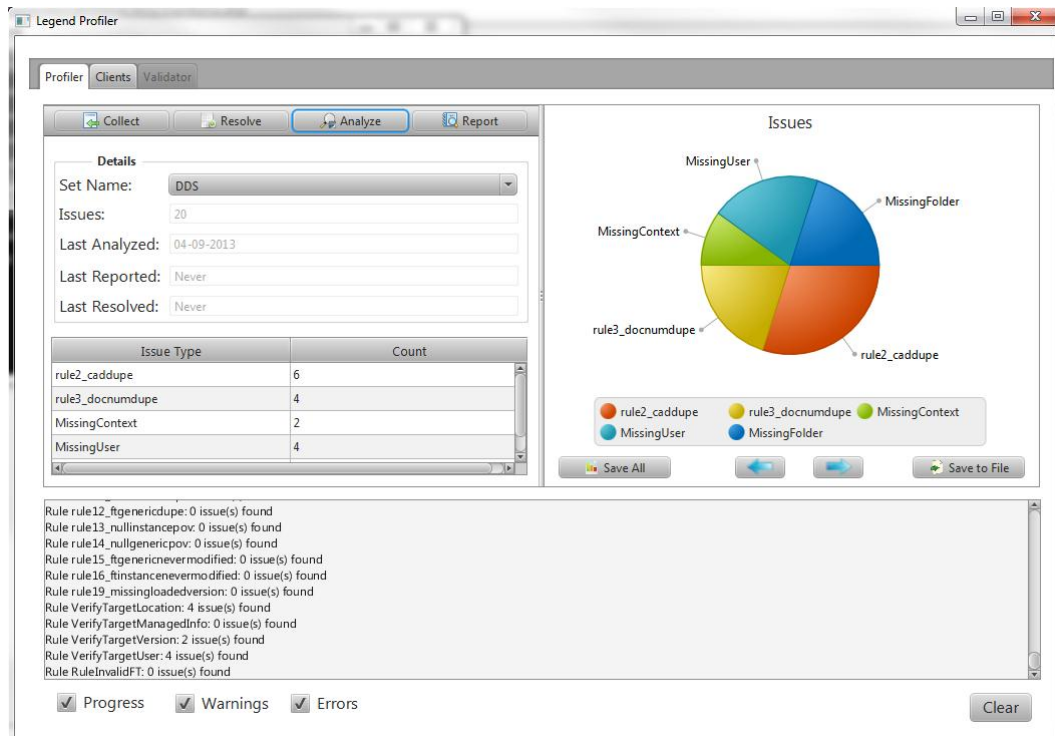 Legend Profiler
Profiler Clients Validator
Collect Resolve Analyze Report
Details
Set Name: DDS
Issues: 20
Last Analyzed: 04-09-2013
Last Reported: Never
Last Resolved: Never
Issue Type Count
rule2_caddupe 6
rule3_docnumdupe 4
MissingContext 2
MissingUser 4
Issues
MissingUser
MissingFolder
MissingContext
rule3_docnumdupe
rule2_caddupe
rule2_caddupe rule3_docnumdupe MissingContext
MissingUser MissingFolder
Save All Save to File
Rule rule12_ftgenericdupe: 0 issue(s) found
Rule rule13_nullinstancepov: 0 issue(s) found
Rule rule14_nullgenericpov: 0 issue(s) found
Rule rule15_ftgenericnevermodified: 0 issue(s) found
Rule rule16_ftinstancenevermodified: 0 issue(s) found
Rule rule19_missingloadedversion: 0 issue(s) found
Rule VerifyTargetLocation: 4 issue(s) found
Rule VerifyTargetManagedInfo: 0 issue(s) found
Rule VerifyTargetVersion: 2 issue(s) found
Rule VerifyTargetUser: 4 issue(s) found
Rule RuleInvalidFT: 0 issue(s) found
Progress Warnings Errors
Clear